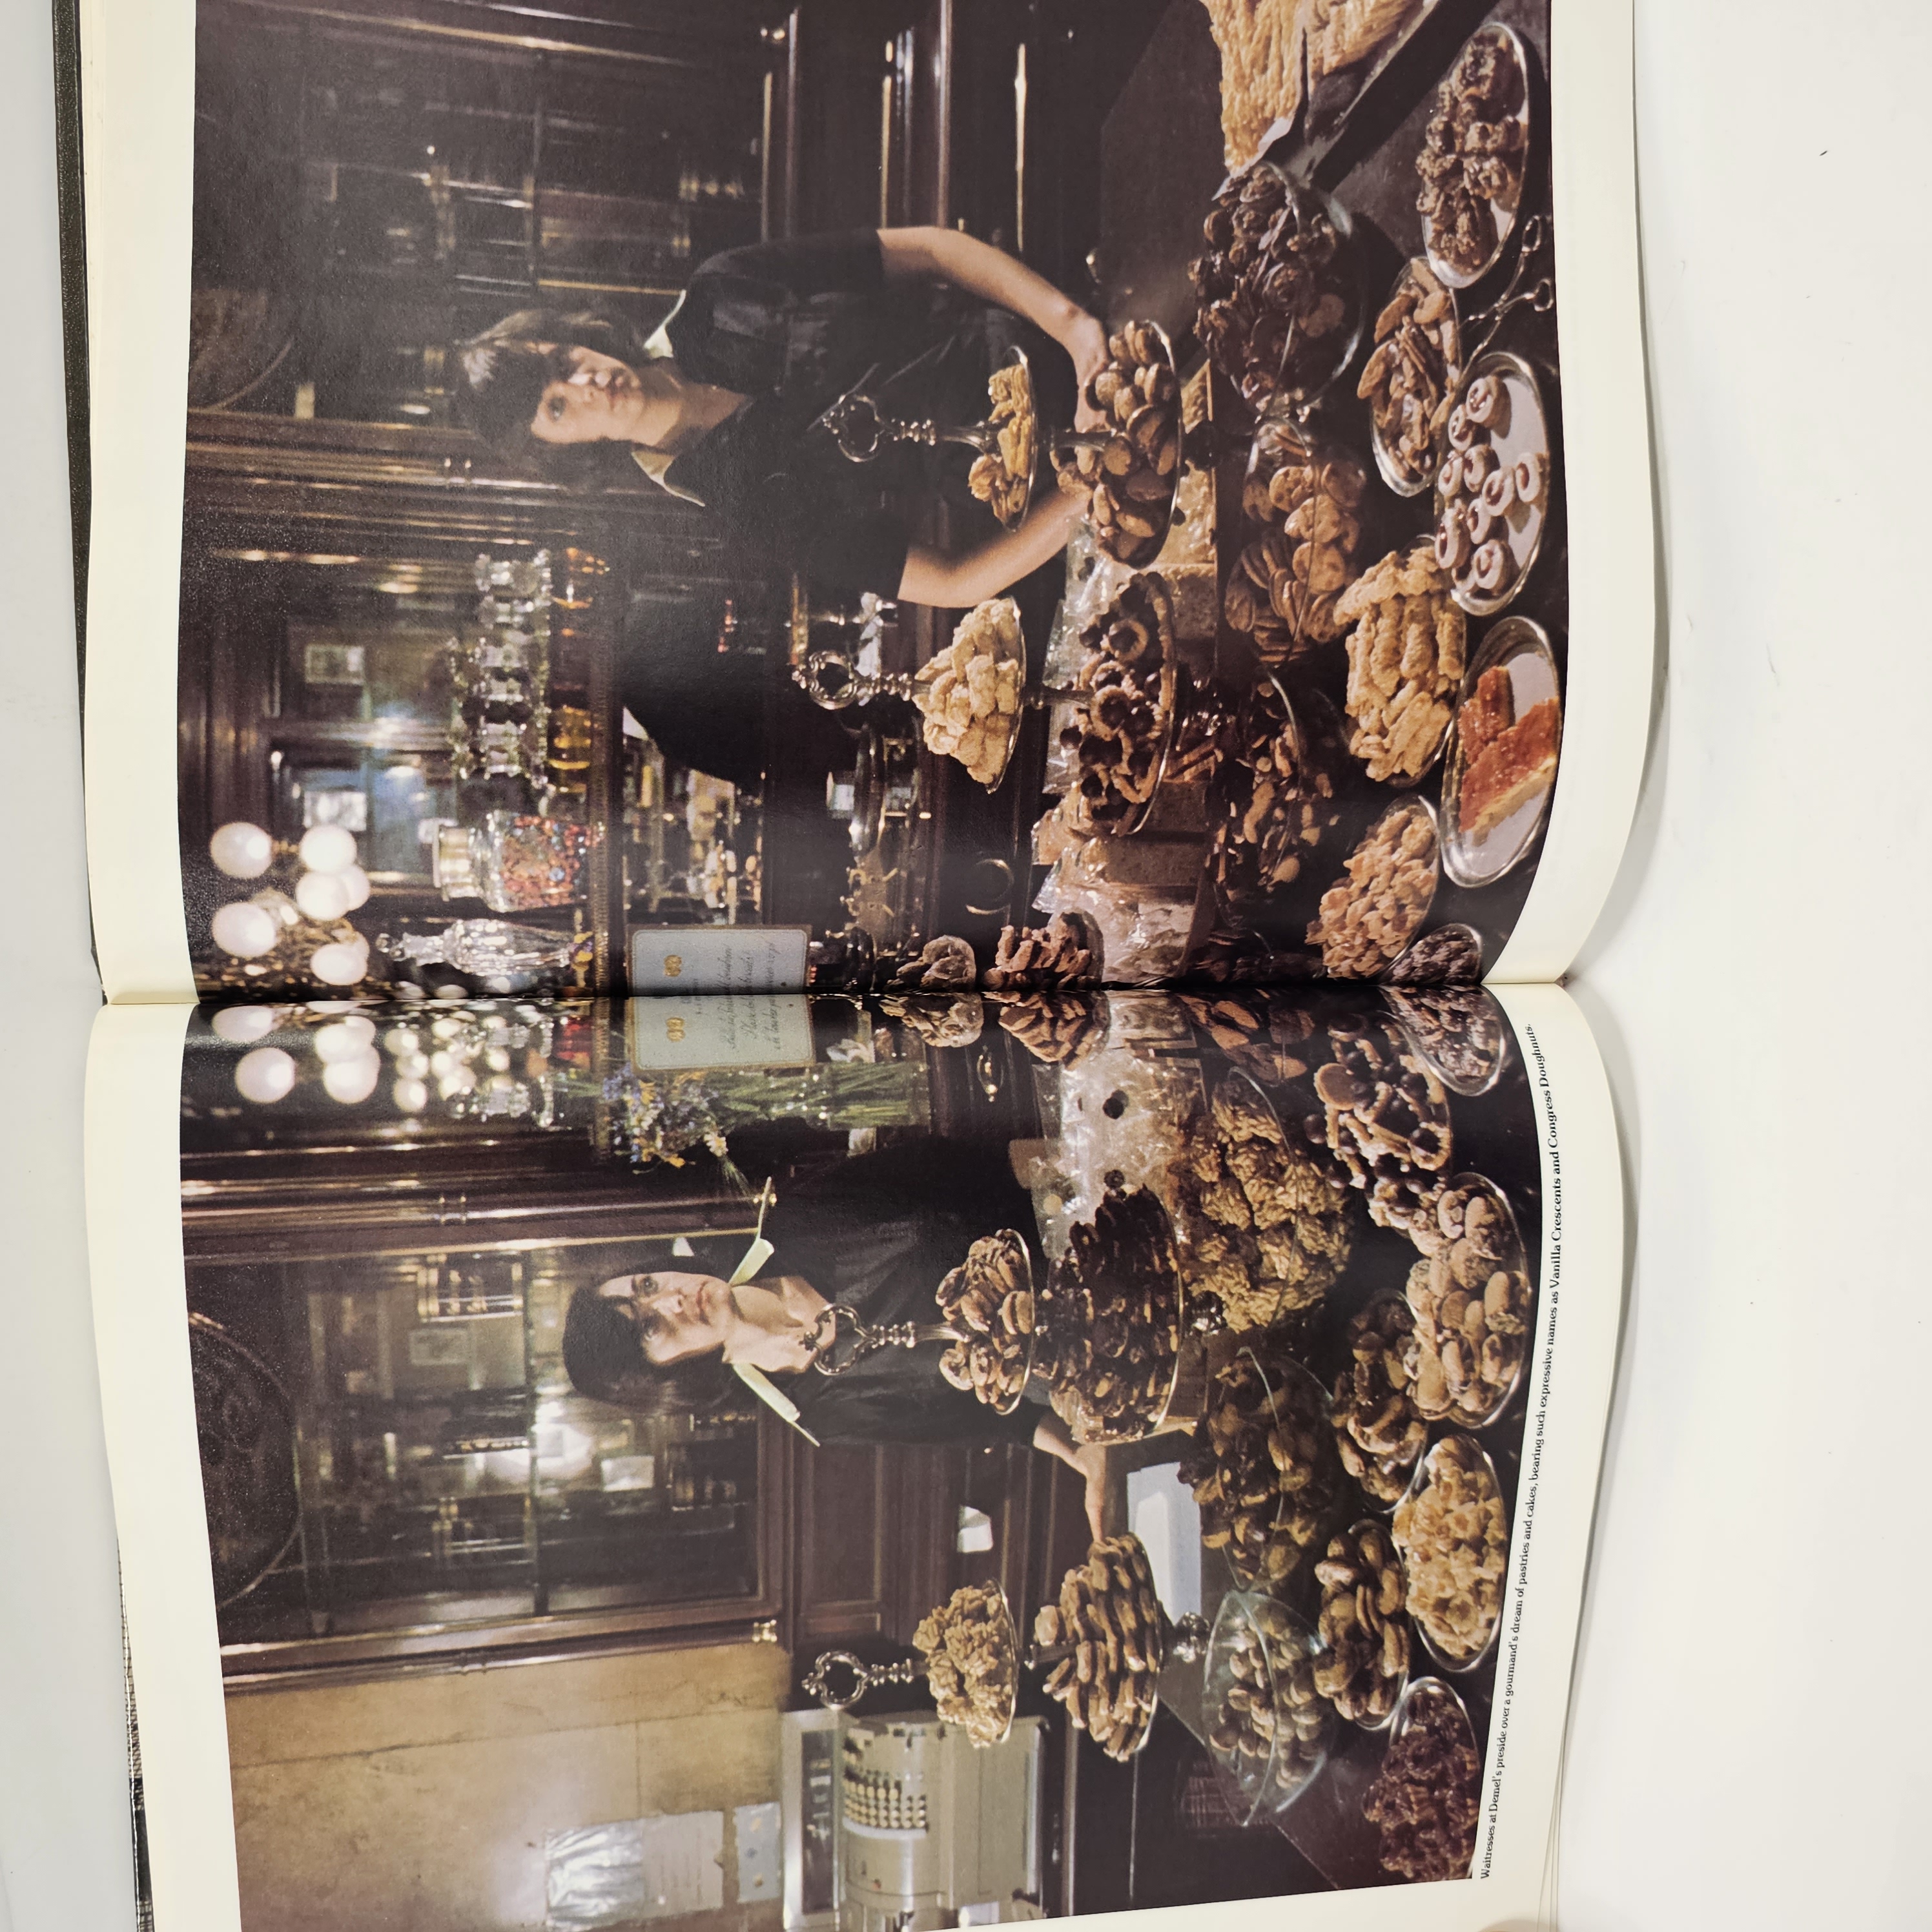 Waitresses at Demel's preside over a gourmand's dream of pastries and cakes, bearing such expressive names as Vanilla Crescents and Congress Doughnuts.